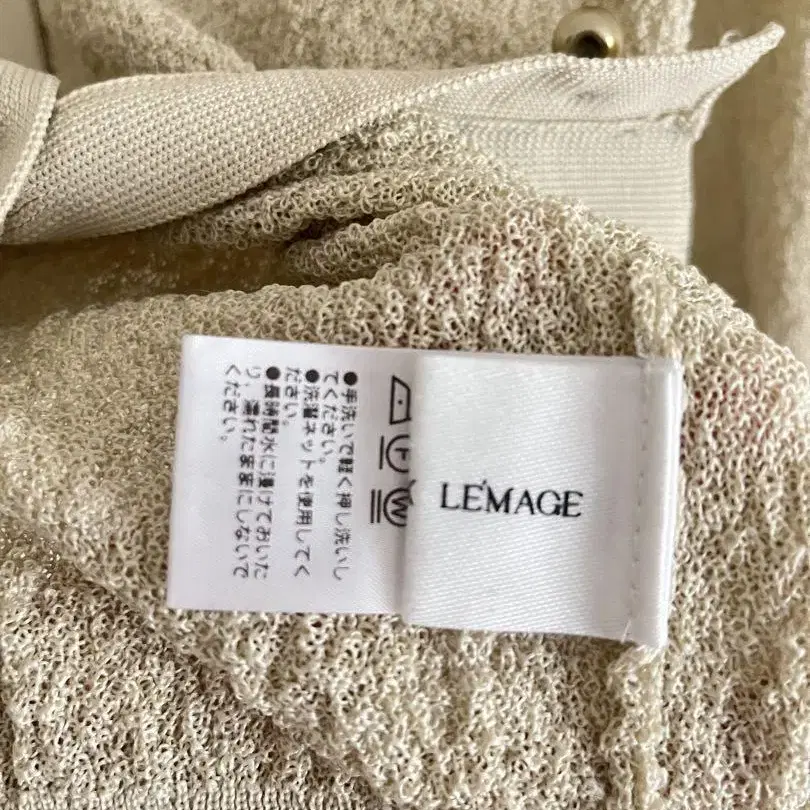 LE'MAGE
●手洗いで軽く押し洗いし
てください。
●洗濯ネットを使用してく
ださい。
●長時間水に漬けておいた
り、濡れたままにしないで
ください。
F
W